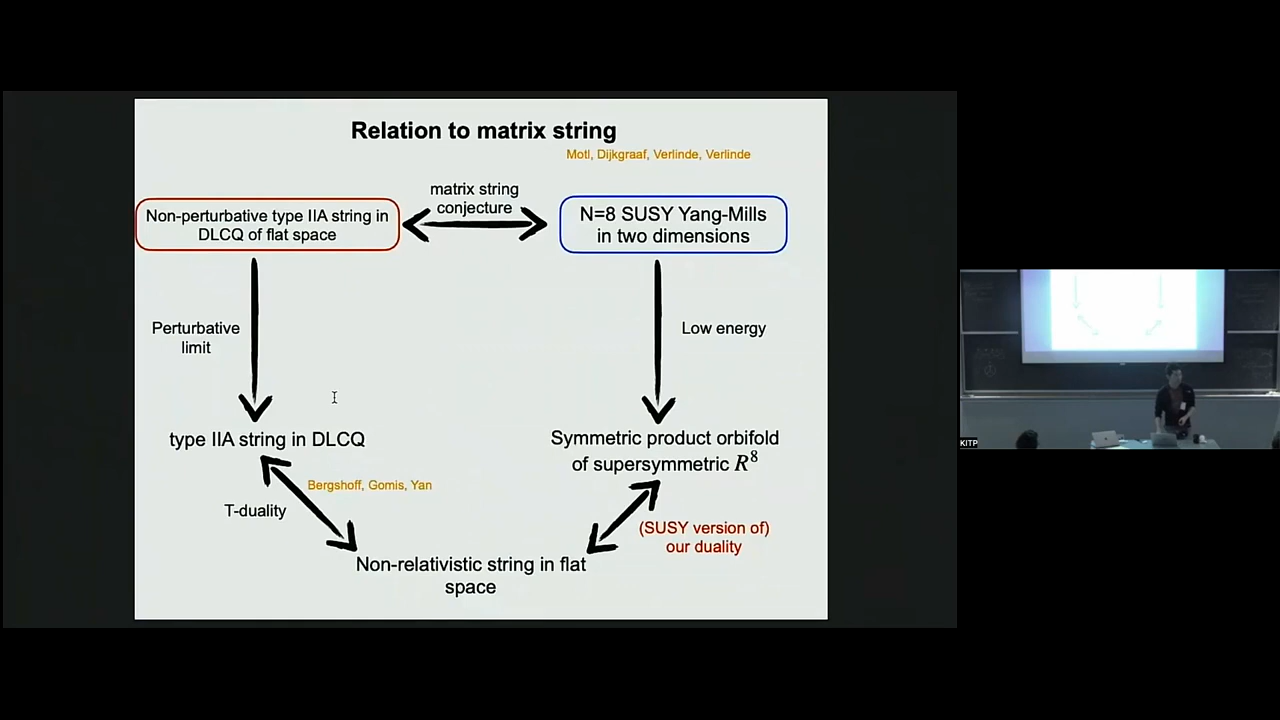 Relation to matrix string
Motl, Dijkgraaf, Verlinde, Verlinde
matrix string
conjecture
Non-perturbative type IIA string in
DLCQ of flat space
N=8 SUSY Yang-Mills
in two dimensions
Perturbative
limit
Low energy
type IIA string in DLCQ
Symmetric product orbifold
of supersymmetric R⁸
Bergshoff, Gomis, Yan
T-duality
(SUSY version of)
our duality
Non-relativistic string in flat
space
KITP